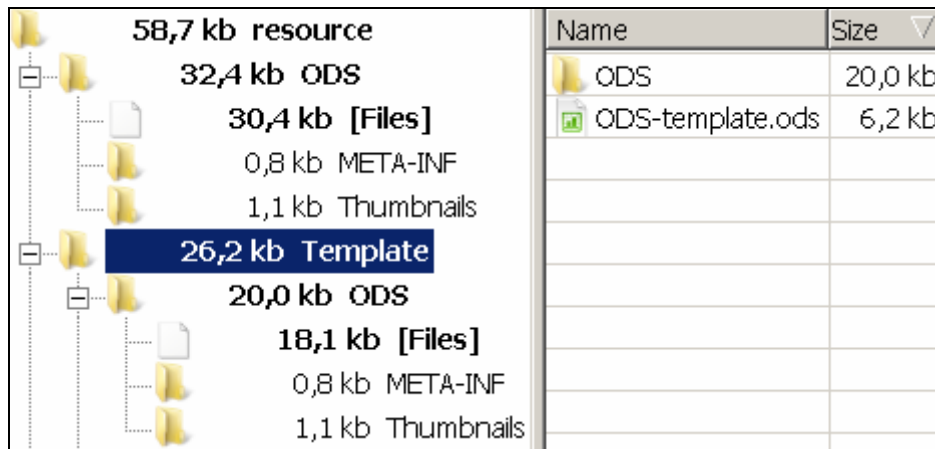 58,7 kb resource
32,4 kb ODS
30,4 kb [Files]
0,8 kb META-INF
1,1 kb Thumbnails
26,2 kb Template
20,0 kb ODS
18,1 kb [Files]
0,8 kb META-INF
1,1 kb Thumbnails
Name Size
ODS 20,0 kb
ODS-template.ods 6,2 kb